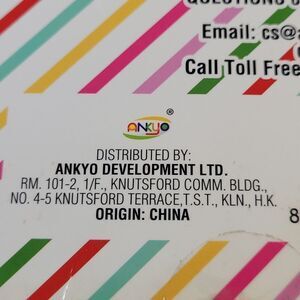 Email: cs@a
Call Toll Free
ANKYO ®
DISTRIBUTED BY:
ANKYO DEVELOPMENT LTD.
RM. 101-2, 1/F., KNUTSFORD COMM. BLDG.,
NO. 4-5 KNUTSFORD TERRACE,T.S.T., KLN., H.K.
ORIGIN: CHINA
8